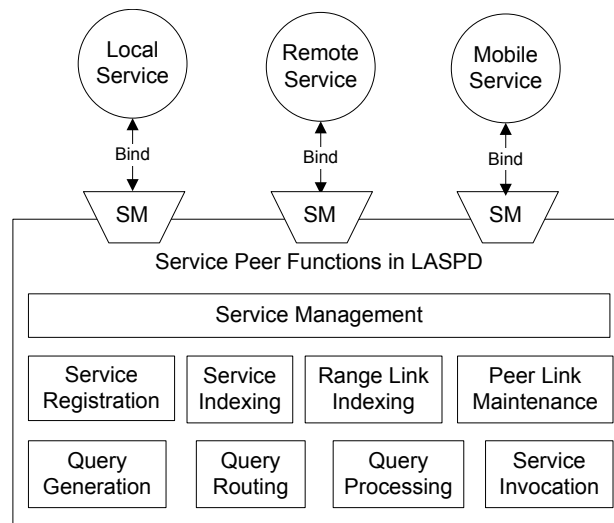 Local
Service
Remote
Service
Mobile
Service
Bind
Bind
Bind
SM
SM
SM
Service Peer Functions in LASPD
Service Management
Service
Registration
Service
Indexing
Range Link
Indexing
Peer Link
Maintenance
Query
Generation
Query
Routing
Query
Processing
Service
Invocation